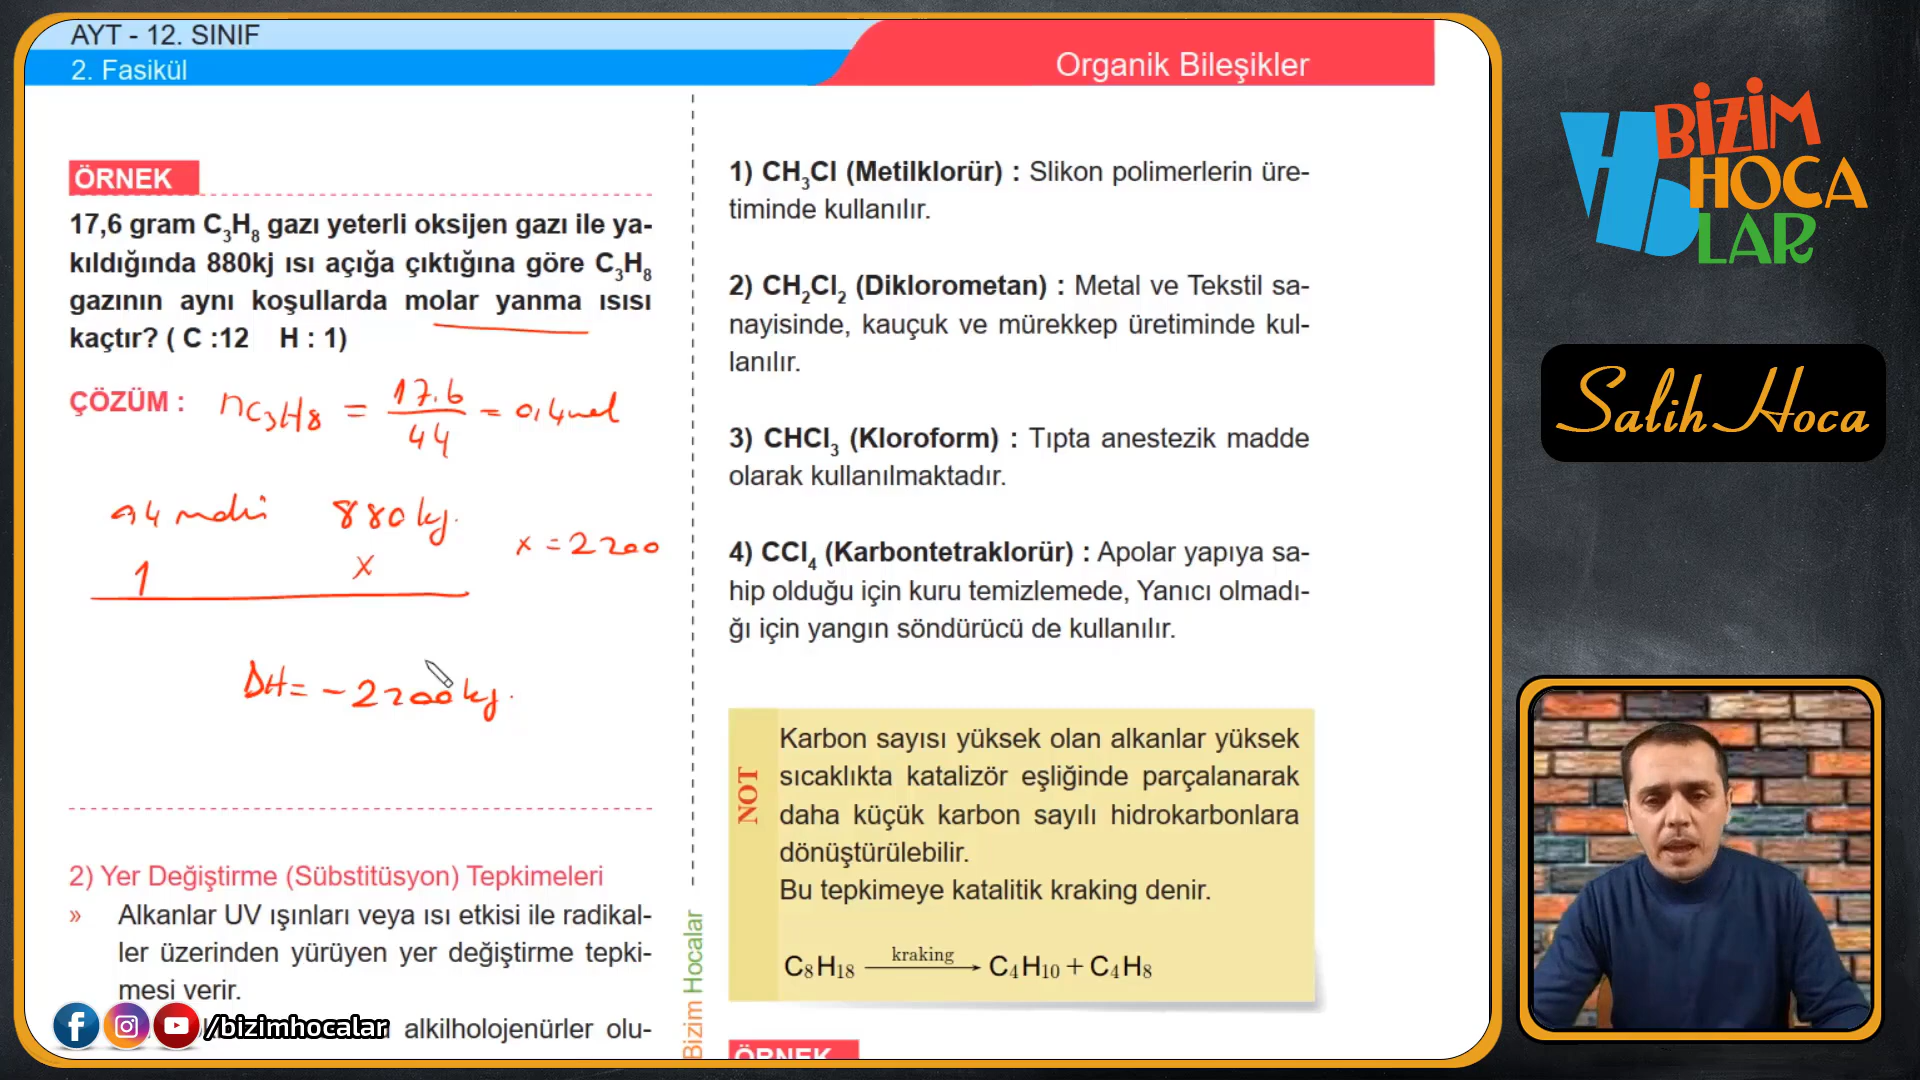 AYT - 12. SINIF
2. Fasikül
Organik Bileşikler
ÖRNEK
17,6 gram C₃H₈ gazı yeterli oksijen gazı ile ya-
kıldığında 880kj ısı açığa çıktığına göre C₃H₈
gazının aynı koşullarda molar yanma ısısı
kaçtır? ( C :12 H : 1)
ÇÖZÜM : nC₃H₈ = 17.6 / 44 = 0,4 mol
0,4 molü 880 kj.
1 x
x = 2200
ΔH = -2200 kj.
2) Yer Değiştirme (Sübstitüsyon) Tepkimeleri
» Alkanlar UV ışınları veya ısı etkisi ile radikal-
ler üzerinden yürüyen yer değiştirme tepki-
mesi verir.
alkilholojenürler olu-
/bizimhocalar
Bizim Hocalar
1) CH₃Cl (Metilklorür) : Slikon polimerlerin üre-
timinde kullanılır.
2) CH₂Cl₂ (Diklorometan) : Metal ve Tekstil sa-
nayisinde, kauçuk ve mürekkep üretiminde kul-
lanılır.
3) CHCl₃ (Kloroform) : Tıpta anestezik madde
olarak kullanılmaktadır.
4) CCl₄ (Karbontetraklorür) : Apolar yapıya sa-
hip olduğu için kuru temizlemede, Yanıcı olmadı-
ğı için yangın söndürücü de kullanılır.
NOT
Karbon sayısı yüksek olan alkanlar yüksek
sıcaklıkta katalizör eşliğinde parçalanarak
daha küçük karbon sayılı hidrokarbonlara
dönüştürülebilir.
Bu tepkimeye katalitik kraking denir.
kraking
C₈H₁₈ → C₄H₁₀ + C₄H₈
ÖRNEK
BİZİM
HOCA
LAR
Salih Hoca